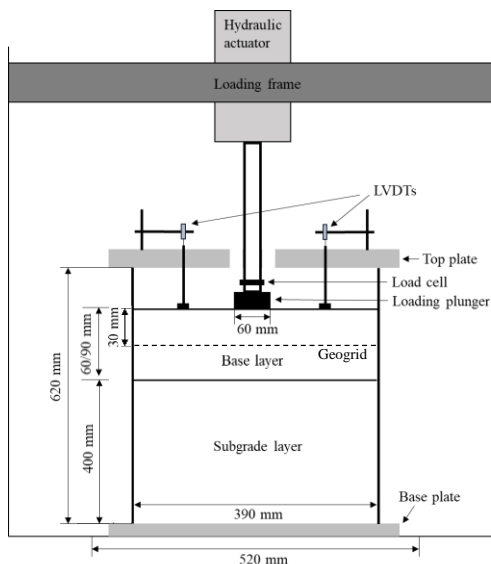 Hydraulic
actuator
Loading frame
LVDTs
Top plate
Load cell
Loading plunger
60 mm
30 mm
60/90 mm
Geogrid
Base layer
620 mm
400 mm
Subgrade layer
390 mm
Base plate
520 mm